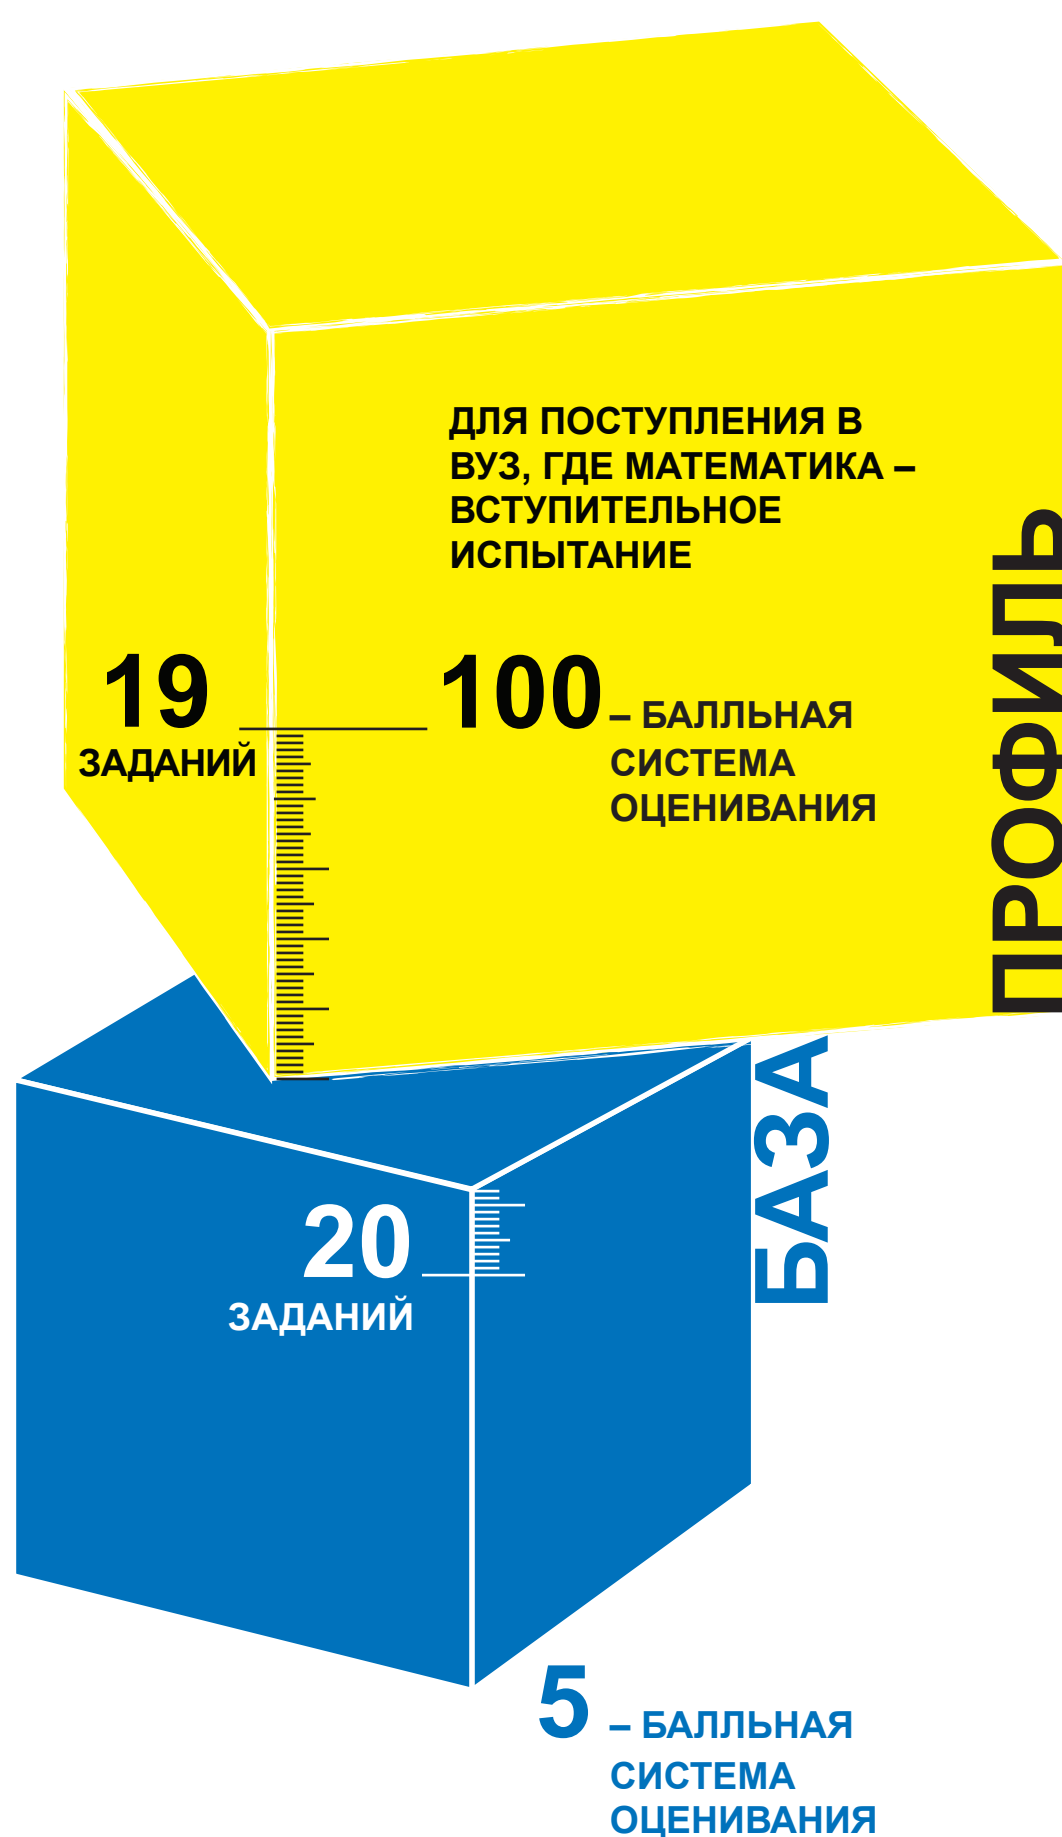 ДЛЯ ПОСТУПЛЕНИЯ В
ВУЗ, ГДЕ МАТЕМАТИКА –
ВСТУПИТЕЛЬНОЕ
ИСПЫТАНИЕ
ПРОФИЛЬ
19
ЗАДАНИЙ
100 – БАЛЛЬНАЯ
СИСТЕМА
ОЦЕНИВАНИЯ
БАЗА
20
ЗАДАНИЙ
5 – БАЛЛЬНАЯ
СИСТЕМА
ОЦЕНИВАНИЯ